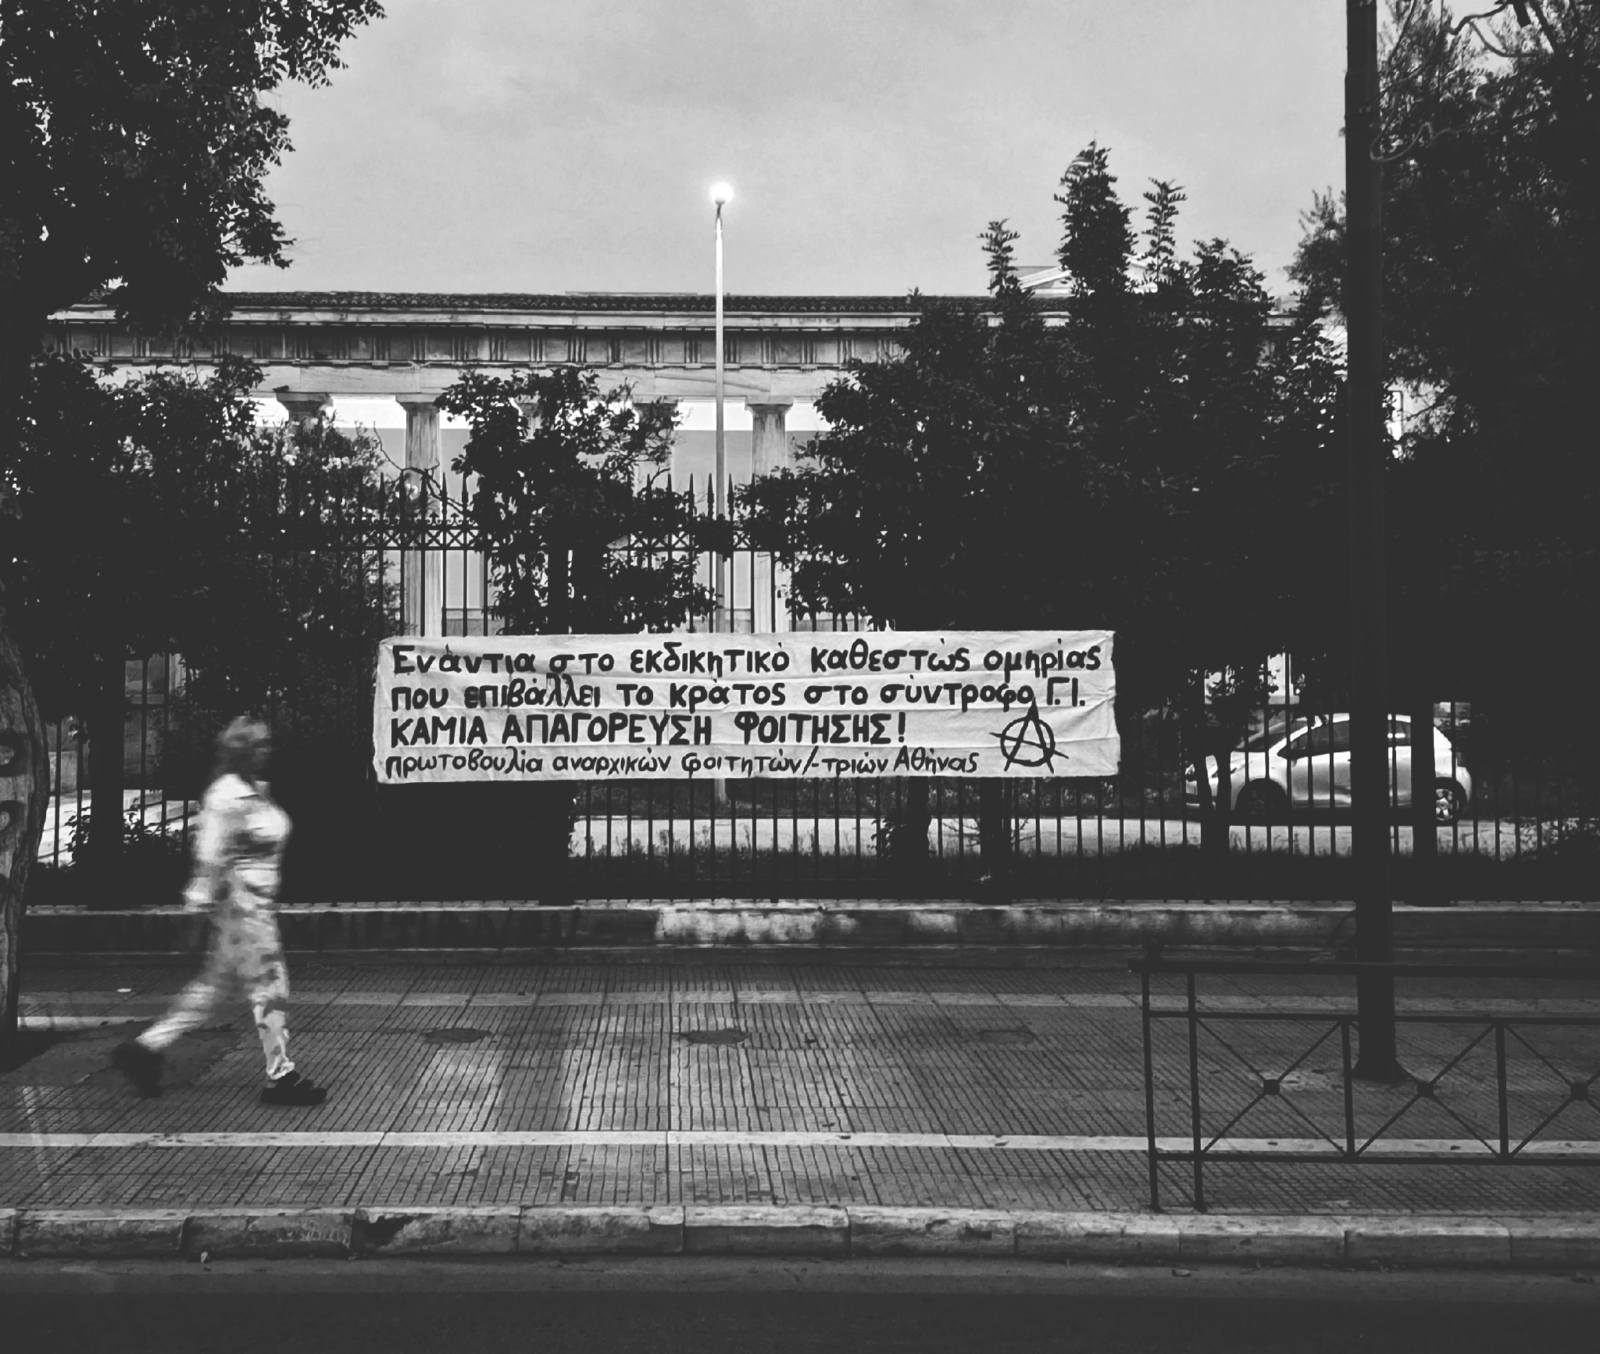 Ενάντια στο εκδικητικό καθεστώς ομηρίας
που επιβάλλει το κράτος στο σύντροφο Γ.Ι.
ΚΑΜΙΑ ΑΠΑΓΟΡΕΥΣΗ ΦΟΙΤΗΣΗΣ!
πρωτοβουλία αναρχικών φοιτητών/-τριών Αθήνας